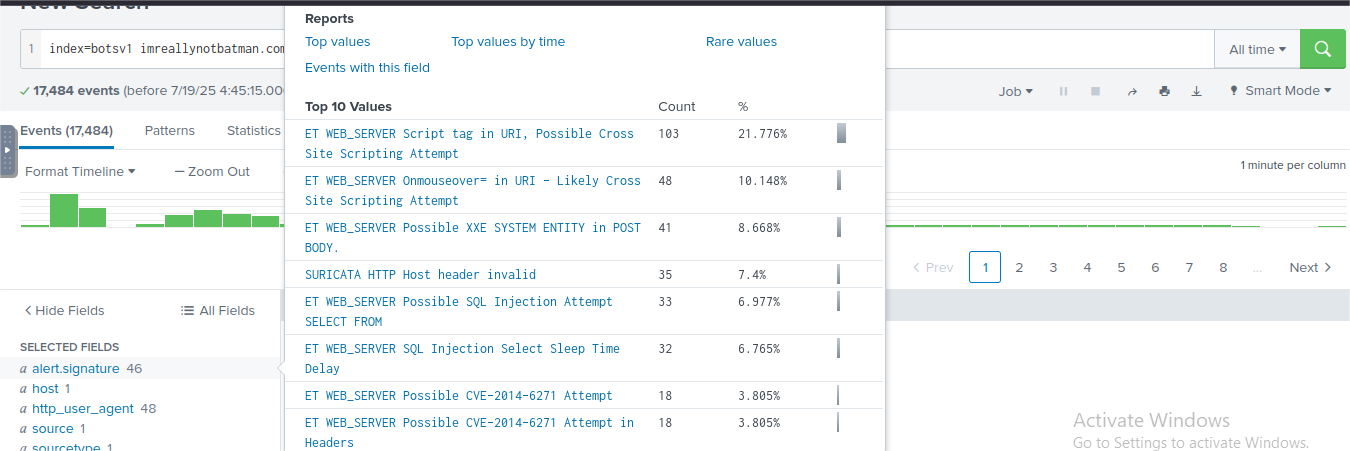 New Search
Reports
Top values Top values by time Rare values
Events with this field
1 index=botsv1 imreallynotbatman.com
All time
✓ 17,484 events (before 7/19/25 4:45:15.00
Job
Smart Mode
Events (17,484) Patterns Statistics
Format Timeline — Zoom Out
1 minute per column
Top 10 Values Count %
ET WEB_SERVER Script tag in URI, Possible Cross 103 21.776%
Site Scripting Attempt
ET WEB_SERVER Onmouseover= in URI - Likely Cross 48 10.148%
Site Scripting Attempt
ET WEB_SERVER Possible XXE SYSTEM ENTITY in POST 41 8.668%
BODY.
SURICATA HTTP Host header invalid 35 7.4%
ET WEB_SERVER Possible SQL Injection Attempt 33 6.977%
SELECT FROM
ET WEB_SERVER SQL Injection Select Sleep Time 32 6.765%
Delay
ET WEB_SERVER Possible CVE-2014-6271 Attempt 18 3.805%
ET WEB_SERVER Possible CVE-2014-6271 Attempt in 18 3.805%
Headers
< Prev 1 2 3 4 5 6 7 8 ... Next >
< Hide Fields All Fields
SELECTED FIELDS
a alert.signature 46
a host 1
a http_user_agent 48
a source 1
a sourcetype 1
Activate Windows
Go to Settings to activate Windows.